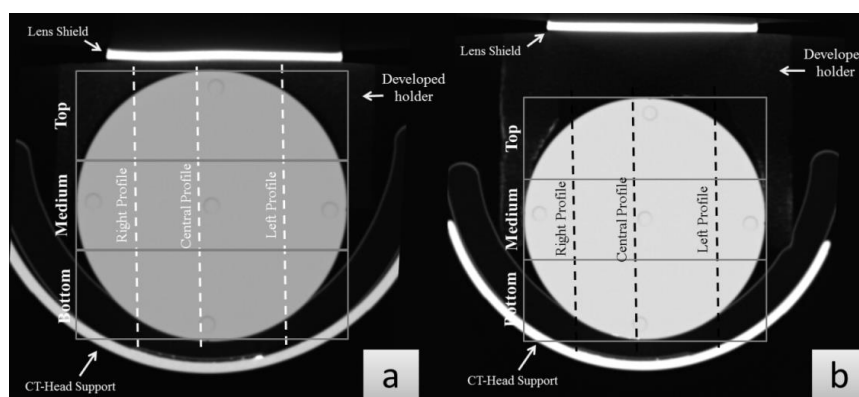 Lens Shield
Developed
holder
Top
Medium
Bottom
Right Profile
Central Profile
Left Profile
CT-Head Support
a
Lens Shield
Developed
holder
Top
Medium
Bottom
Right Profile
Central Profile
Left Profile
CT-Head Support
b